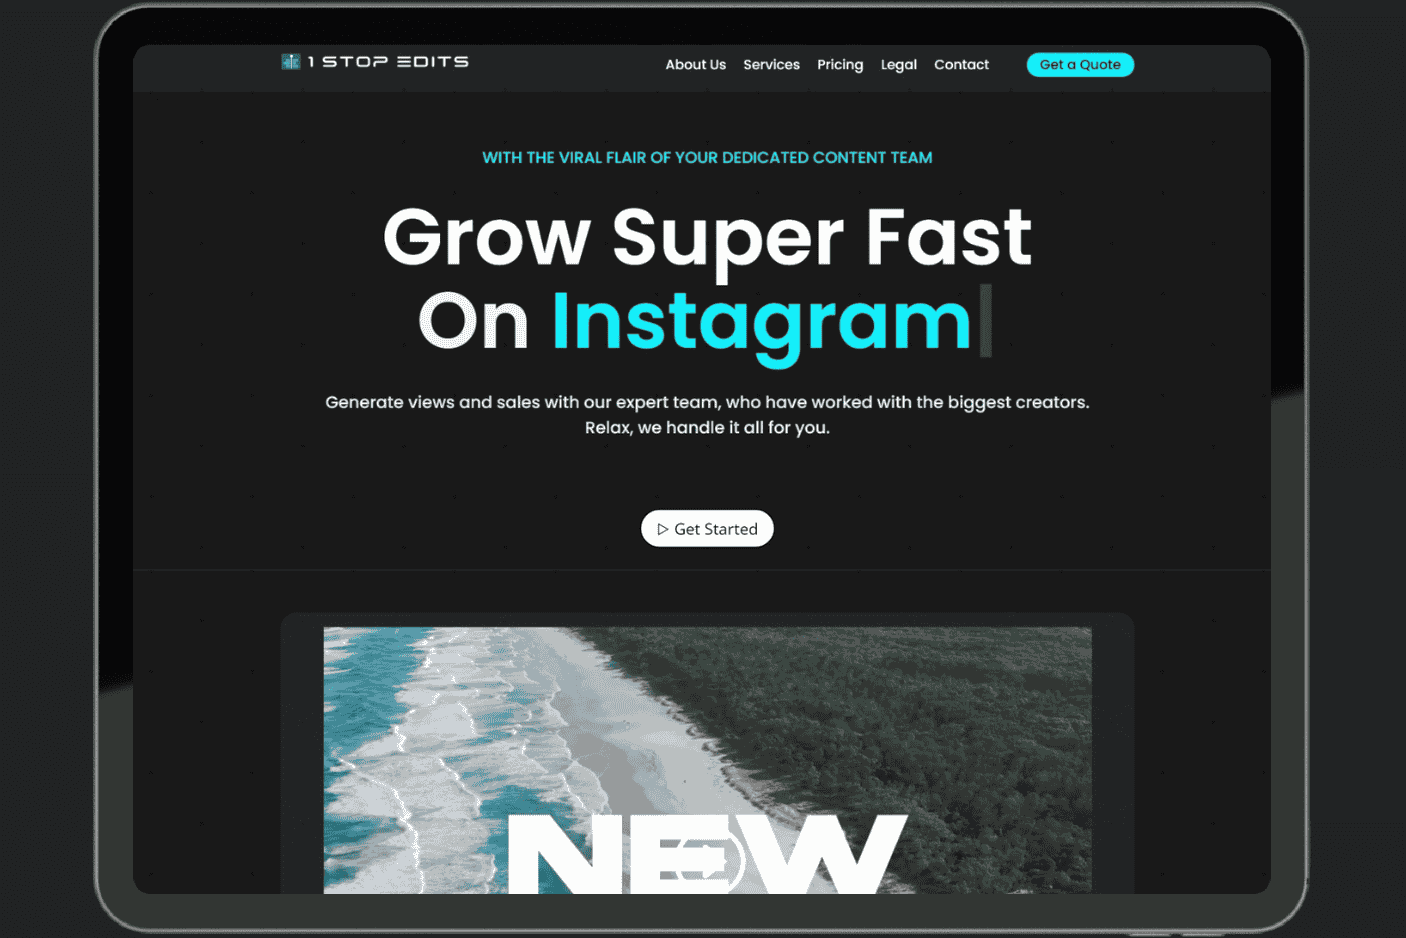 1 STOP EDITS
About Us Services Pricing Legal Contact Get a Quote
WITH THE VIRAL FLAIR OF YOUR DEDICATED CONTENT TEAM
Grow Super Fast
On Instagram
Generate views and sales with our expert team, who have worked with the biggest creators.
Relax, we handle it all for you.
Get Started
NEW